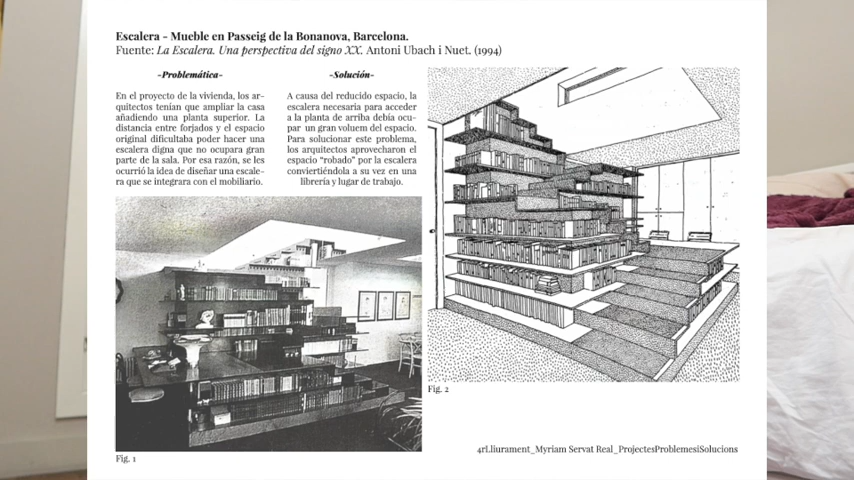 Escalera - Mueble en Passeig de la Bonanova, Barcelona.
Fuente: La Escalera. Una perspectiva del signo XX. Antoni Ubach i Nuet. (1994)
-Problemática-
En el proyecto de la vivienda, los ar-
quitectos tenían que ampliar la casa
añadiendo una planta superior. La
distancia entre forjados y el espacio
original dificultaba poder hacer una
escalera digna que no ocupara gran
parte de la sala. Por esa razón, se les
ocurrió la idea de diseñar una escale-
ra que se integrara con el mobiliario.
-Solución-
A causa del reducido espacio, la
escalera necesaria para acceder
a la planta de arriba debía ocu-
par un gran voluem del espacio.
Para solucionar este problema,
los arquitectos aprovecharon el
espacio “robado” por la escalera
convertiéndola a su vez en una
librería y lugar de trabajo.
Fig. 2
Fig. 1
4rt.lliurament_Myriam Servat Real_ProjectesProblemesiSolucions